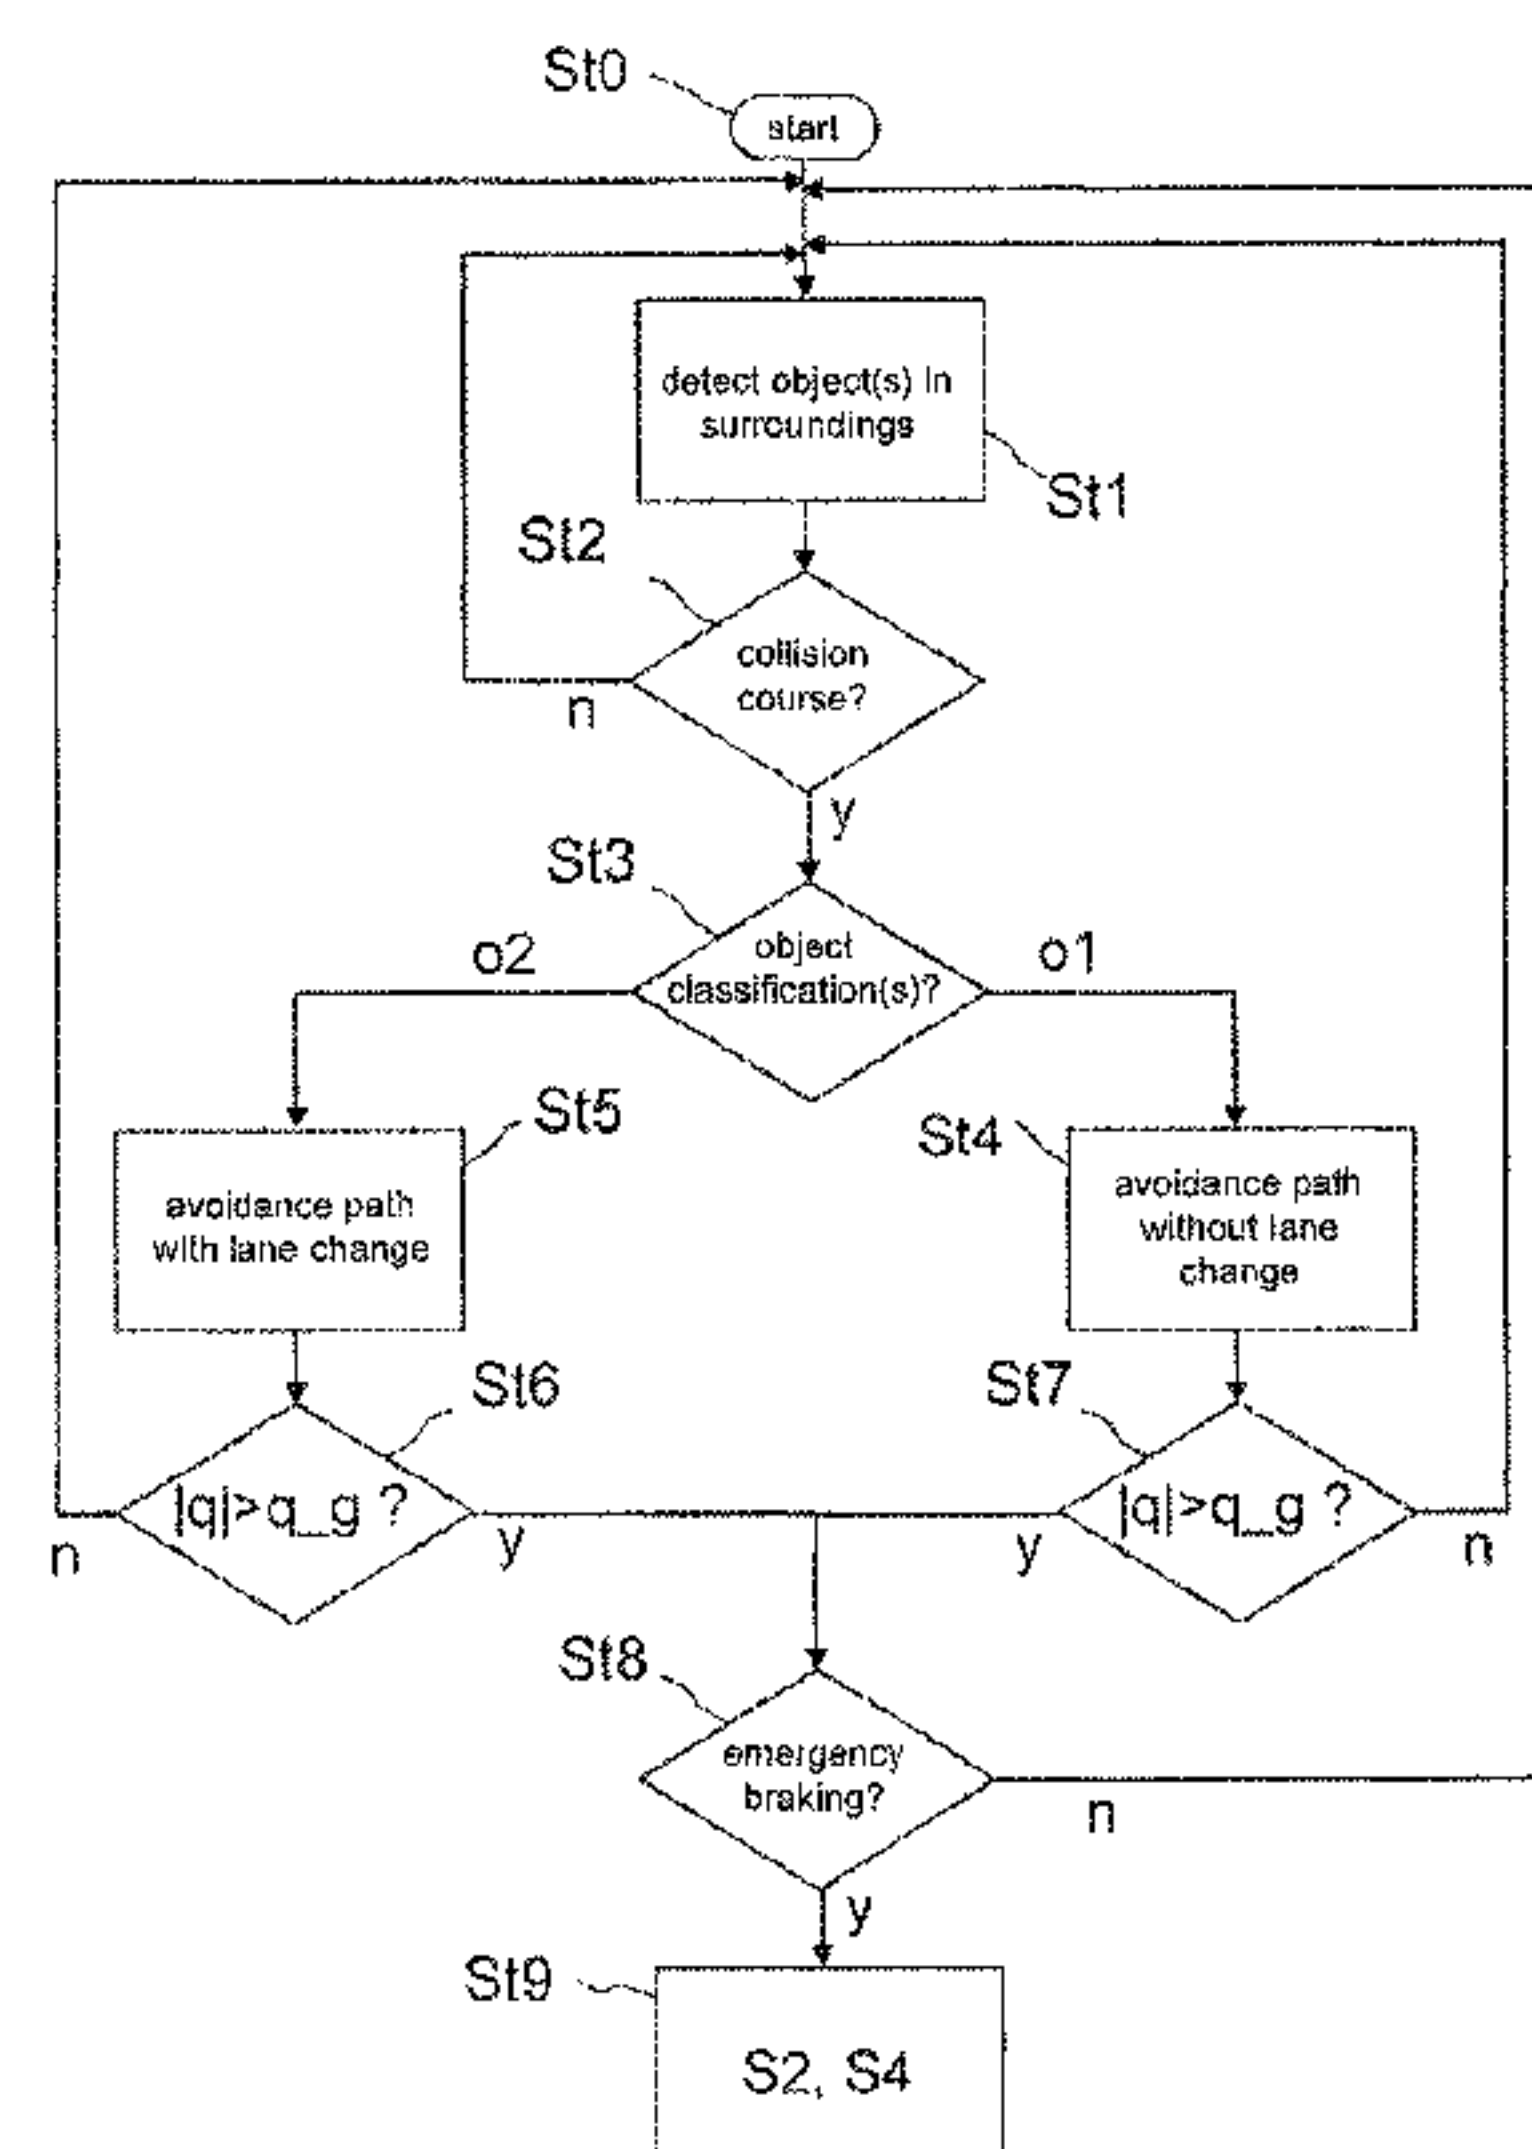 St0
start
detect object(s) in
surroundings
St1
St2
collision
course?
n
y
St3
o2
object
classification(s)?
o1
St5
St4
avoidance path
with lane change
avoidance path
without lane
change
St6
St7
|q|>q_g ?
|q|>q_g ?
n
y
y
n
St8
emergency
braking?
n
y
St9
S2, S4